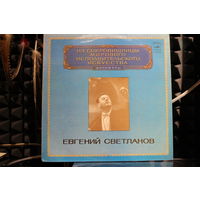 ИЗ СОКРОВИЩНИЦЫ
МИРОВОГО
ИСПОЛНИТЕЛЬСКОГО
ИСКУССТВА
ЕВГЕНИЙ СВЕТЛАНОВ